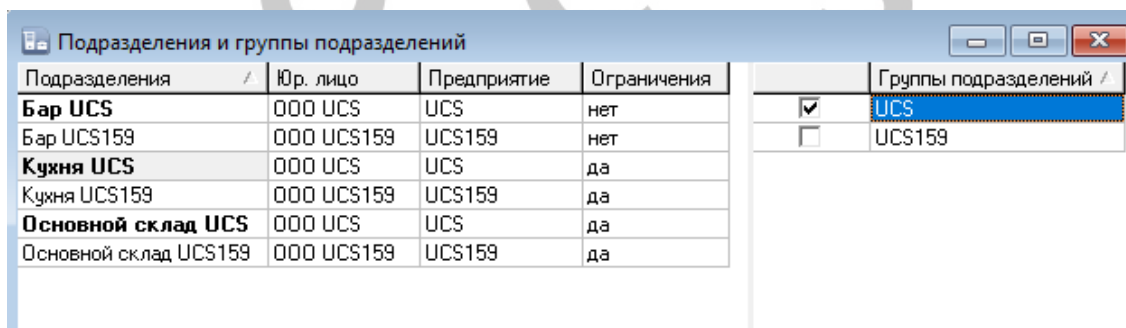 Подразделения и группы подразделений
Подразделения Юр. лицо Предприятие Ограничения Группы подразделений
Бар UCS ООО UCS UCS нет UCS
Бар UCS159 ООО UCS159 UCS159 нет UCS159
Кухня UCS ООО UCS UCS да
Кухня UCS159 ООО UCS159 UCS159 да
Основной склад UCS ООО UCS UCS да
Основной склад UCS159 ООО UCS159 UCS159 да